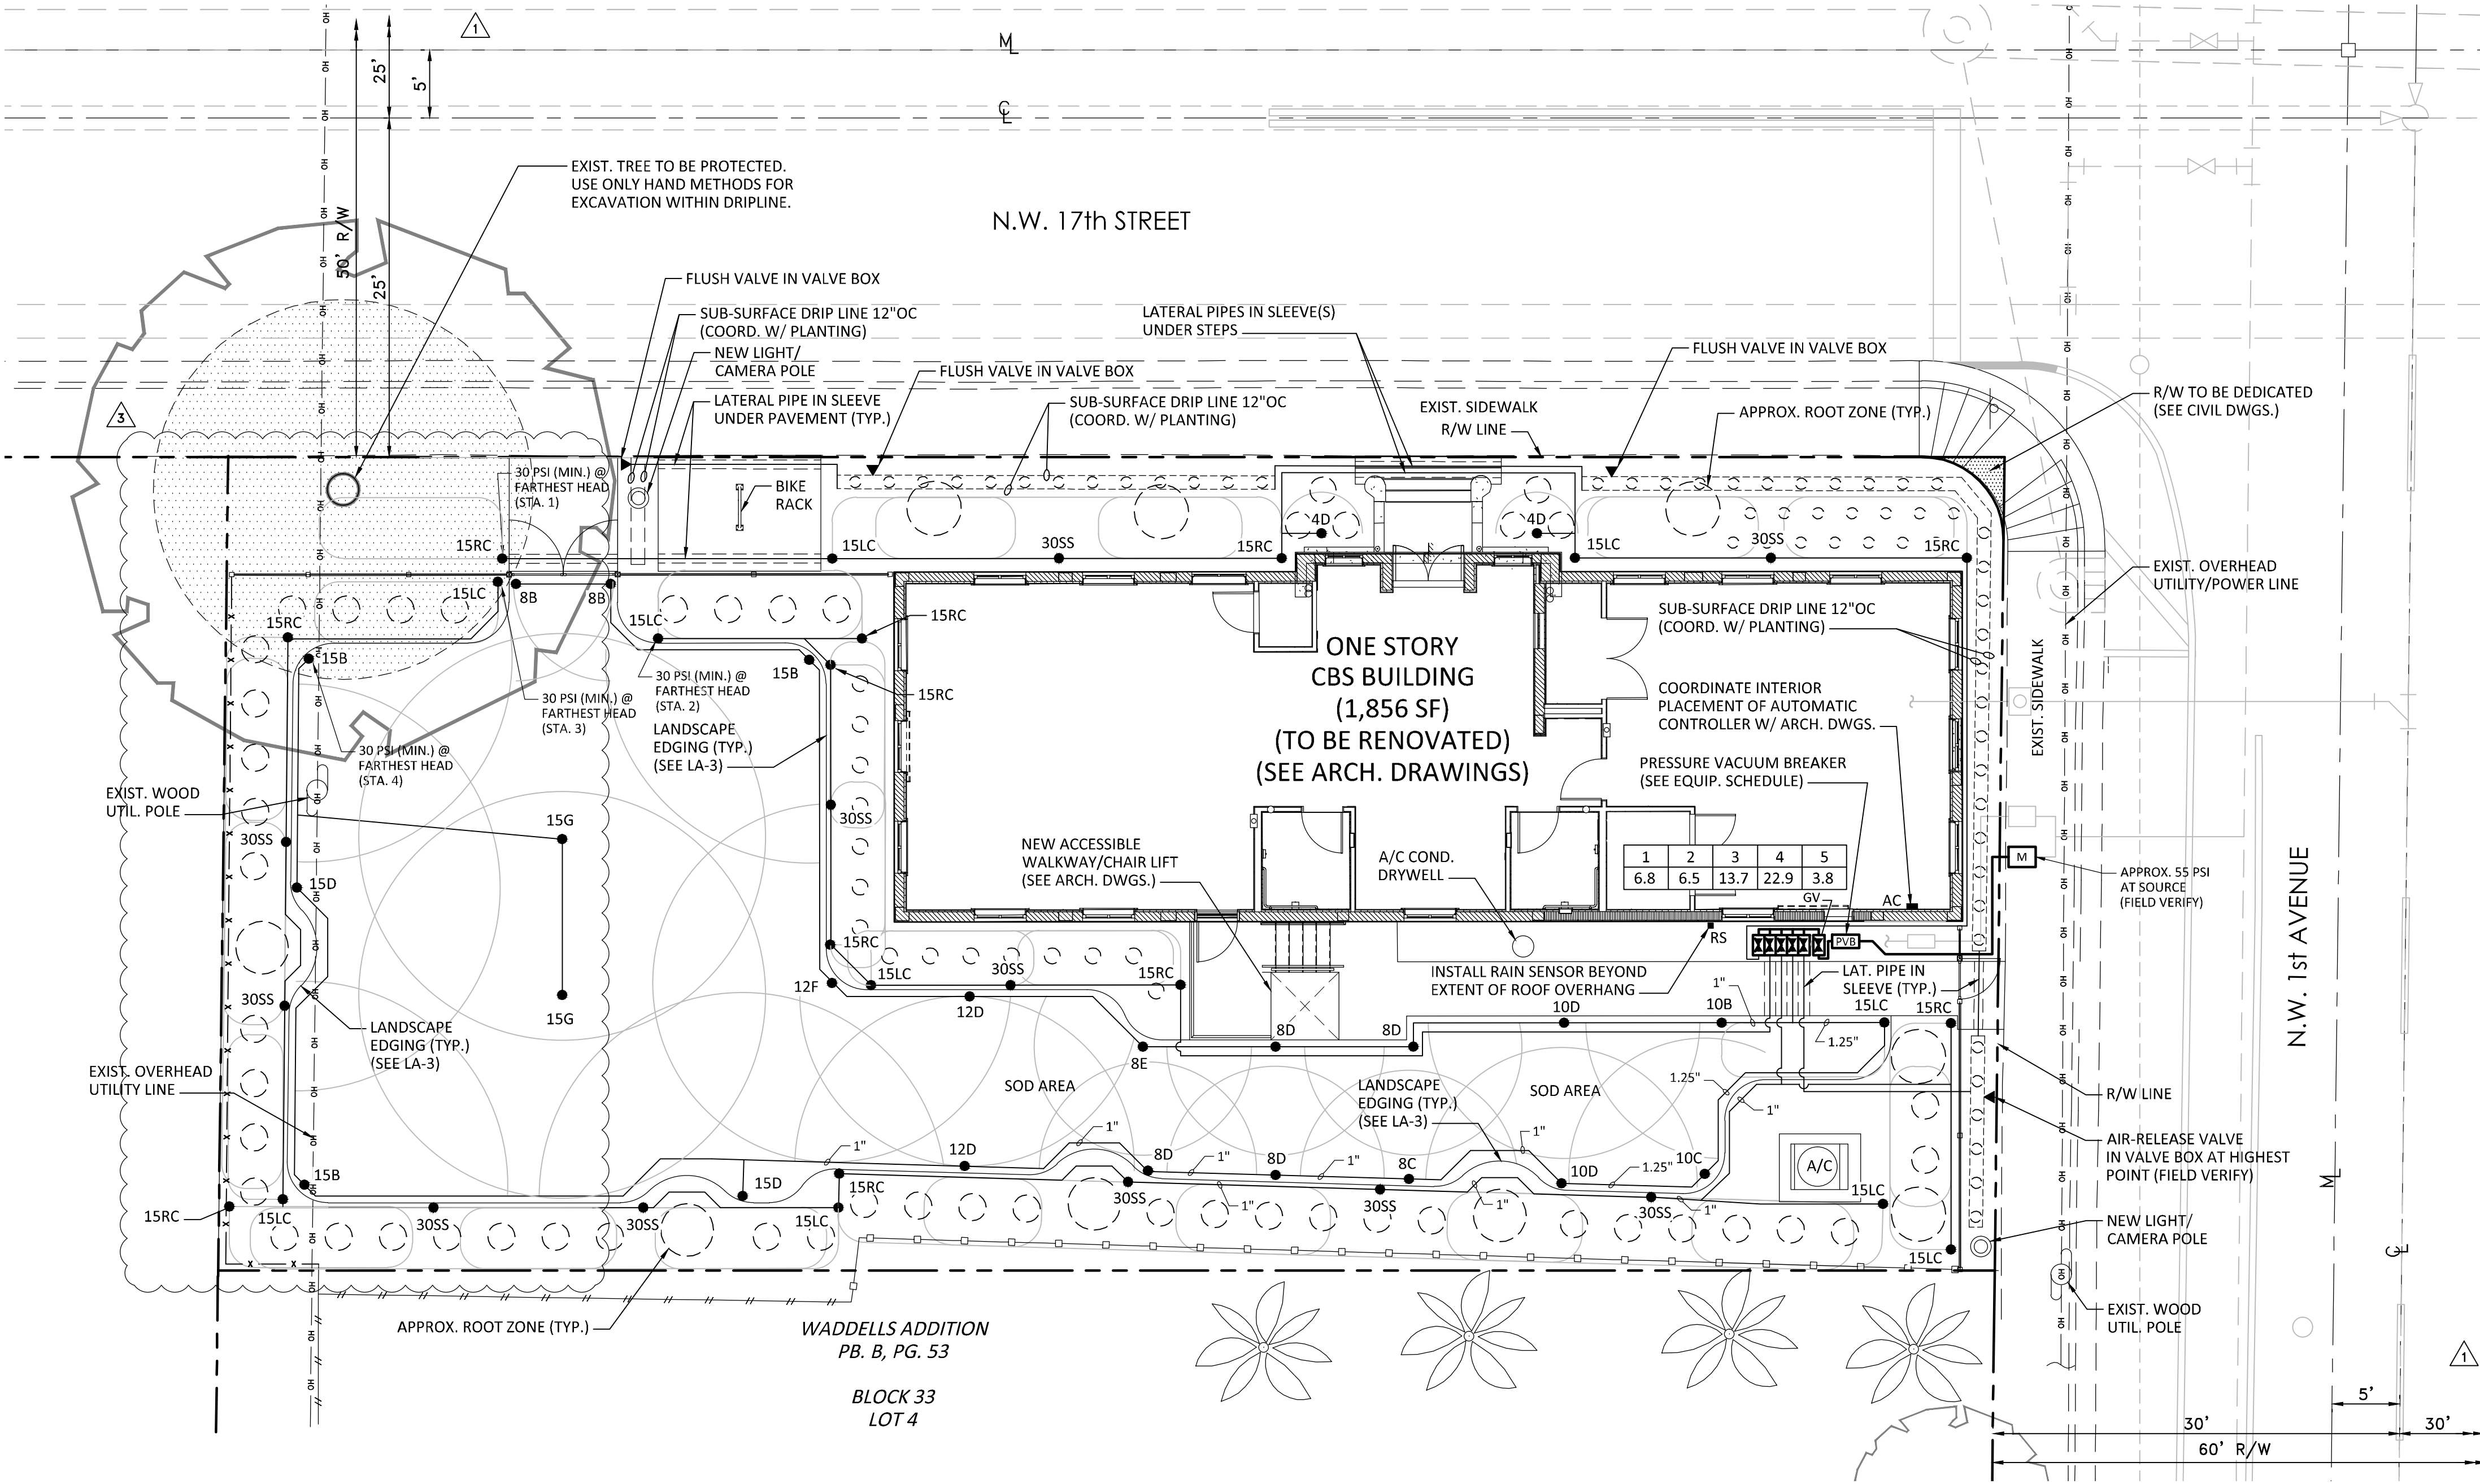 1
M
25'
5'
C
EXIST. TREE TO BE PROTECTED.
USE ONLY HAND METHODS FOR
EXCAVATION WITHIN DRIPLINE.
50' R/W
25'
N.W. 17th STREET
FLUSH VALVE IN VALVE BOX
SUB-SURFACE DRIP LINE 12"OC
(COORD. W/ PLANTING)
NEW LIGHT/
CAMERA POLE
LATERAL PIPE IN SLEEVE
UNDER PAVEMENT (TYP.)
FLUSH VALVE IN VALVE BOX
SUB-SURFACE DRIP LINE 12"OC
(COORD. W/ PLANTING)
LATERAL PIPES IN SLEEVE(S)
UNDER STEPS
EXIST. SIDEWALK
R/W LINE
FLUSH VALVE IN VALVE BOX
APPROX. ROOT ZONE (TYP.)
R/W TO BE DEDICATED
(SEE CIVIL DWGS.)
3
30 PSI (MIN.) @
FARTHEST HEAD
(STA. 1)
BIKE
RACK
15RC
15LC
30SS
15RC
4D
4D
15LC
30SS
15RC
EXIST. OVERHEAD
UTILITY/POWER LINE
15LC
8B
8B
15RC
15LC
15RC
15B
15B
15RC
30 PSI (MIN.) @
FARTHEST HEAD
(STA. 2)
30 PSI (MIN.) @
FARTHEST HEAD
(STA. 3)
30 PSI (MIN.) @
FARTHEST HEAD
(STA. 4)
LANDSCAPE
EDGING (TYP.)
(SEE LA-3)
ONE STORY
CBS BUILDING
(1,856 SF)
(TO BE RENOVATED)
(SEE ARCH. DRAWINGS)
SUB-SURFACE DRIP LINE 12"OC
(COORD. W/ PLANTING)
COORDINATE INTERIOR
PLACEMENT OF AUTOMATIC
CONTROLLER W/ ARCH. DWGS.
PRESSURE VACUUM BREAKER
(SEE EQUIP. SCHEDULE)
EXIST. SIDEWALK
EXIST. WOOD
UTIL. POLE
30SS
15G
30SS
15D
NEW ACCESSIBLE
WALKWAY/CHAIR LIFT
(SEE ARCH. DWGS.)
A/C COND.
DRYWELL
1 2 3 4 5
6.8 6.5 13.7 22.9 3.8
GV
AC
M
APPROX. 55 PSI
AT SOURCE
(FIELD VERIFY)
N.W. 1st AVENUE
RS
PVB
15RC
15LC
30SS
15RC
12F
12D
30SS
15G
INSTALL RAIN SENSOR BEYOND
EXTENT OF ROOF OVERHANG
LAT. PIPE IN
SLEEVE (TYP.)
1"
10D
10B
15LC
15RC
1.25"
LANDSCAPE
EDGING (TYP.)
(SEE LA-3)
8E
8D
8D
EXIST. OVERHEAD
UTILITY LINE
SOD AREA
LANDSCAPE
EDGING (TYP.)
(SEE LA-3)
SOD AREA
1.25"
1"
R/W LINE
AIR-RELEASE VALVE
IN VALVE BOX AT HIGHEST
POINT (FIELD VERIFY)
1"
12D
1"
8D
1"
8D
1"
8C
1"
10D
1.25"
10C
A/C
15B
15D
15RC
15LC
15RC
15LC
30SS
30SS
15LC
30SS
1"
30SS
1"
30SS
1"
15LC
M
C
NEW LIGHT/
CAMERA POLE
EXIST. WOOD
UTIL. POLE
APPROX. ROOT ZONE (TYP.)
WADDELLS ADDITION
PB. B, PG. 53
BLOCK 33
LOT 4
1
5'
30'
30'
60' R/W